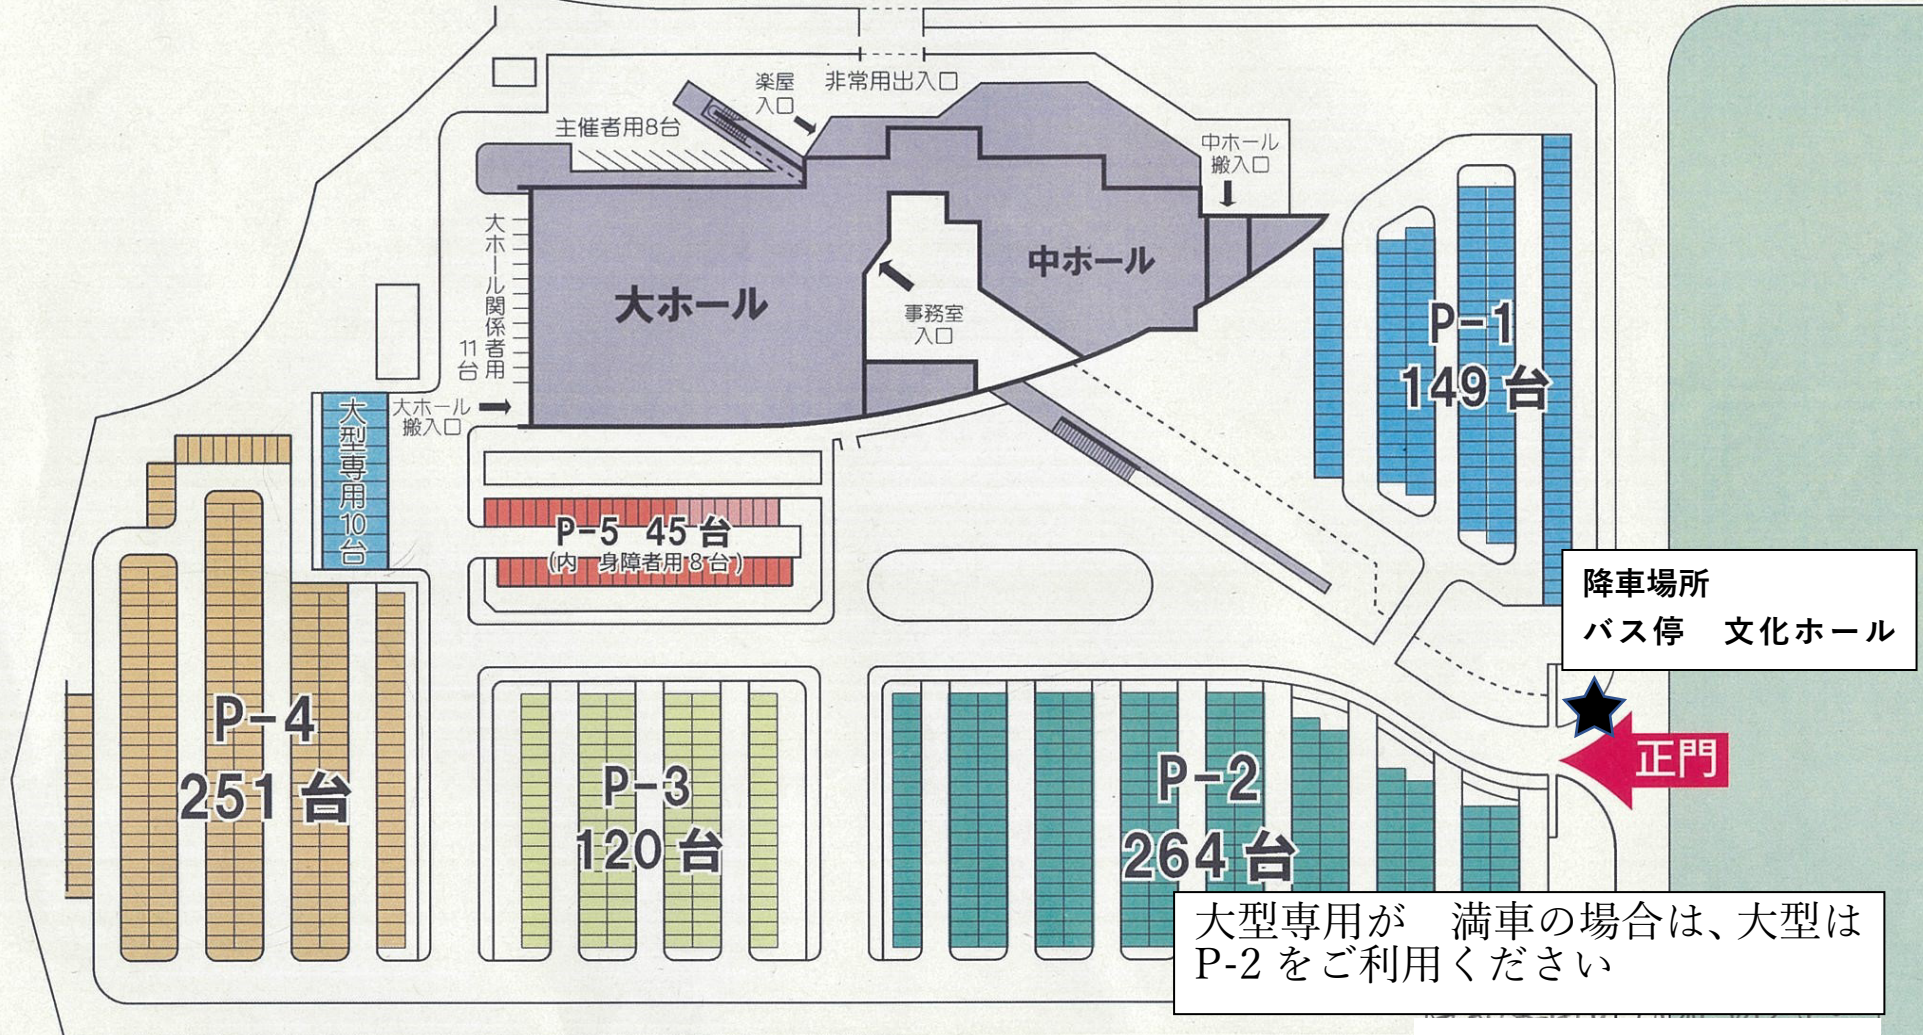 楽屋
入口
非常用出入口
主催者用8台
中ホール
搬入口
大ホール関係者用
11台
大ホール
中ホール
事務室
入口
P-1
149台
大型専用10台
大ホール
搬入口
P-5 45台
(内 身障者用8台)
降車場所
バス停 文化ホール
正門
P-4
251台
P-3
120台
P-2
264台
大型専用が 満車の場合は、大型は
P-2 をご利用ください